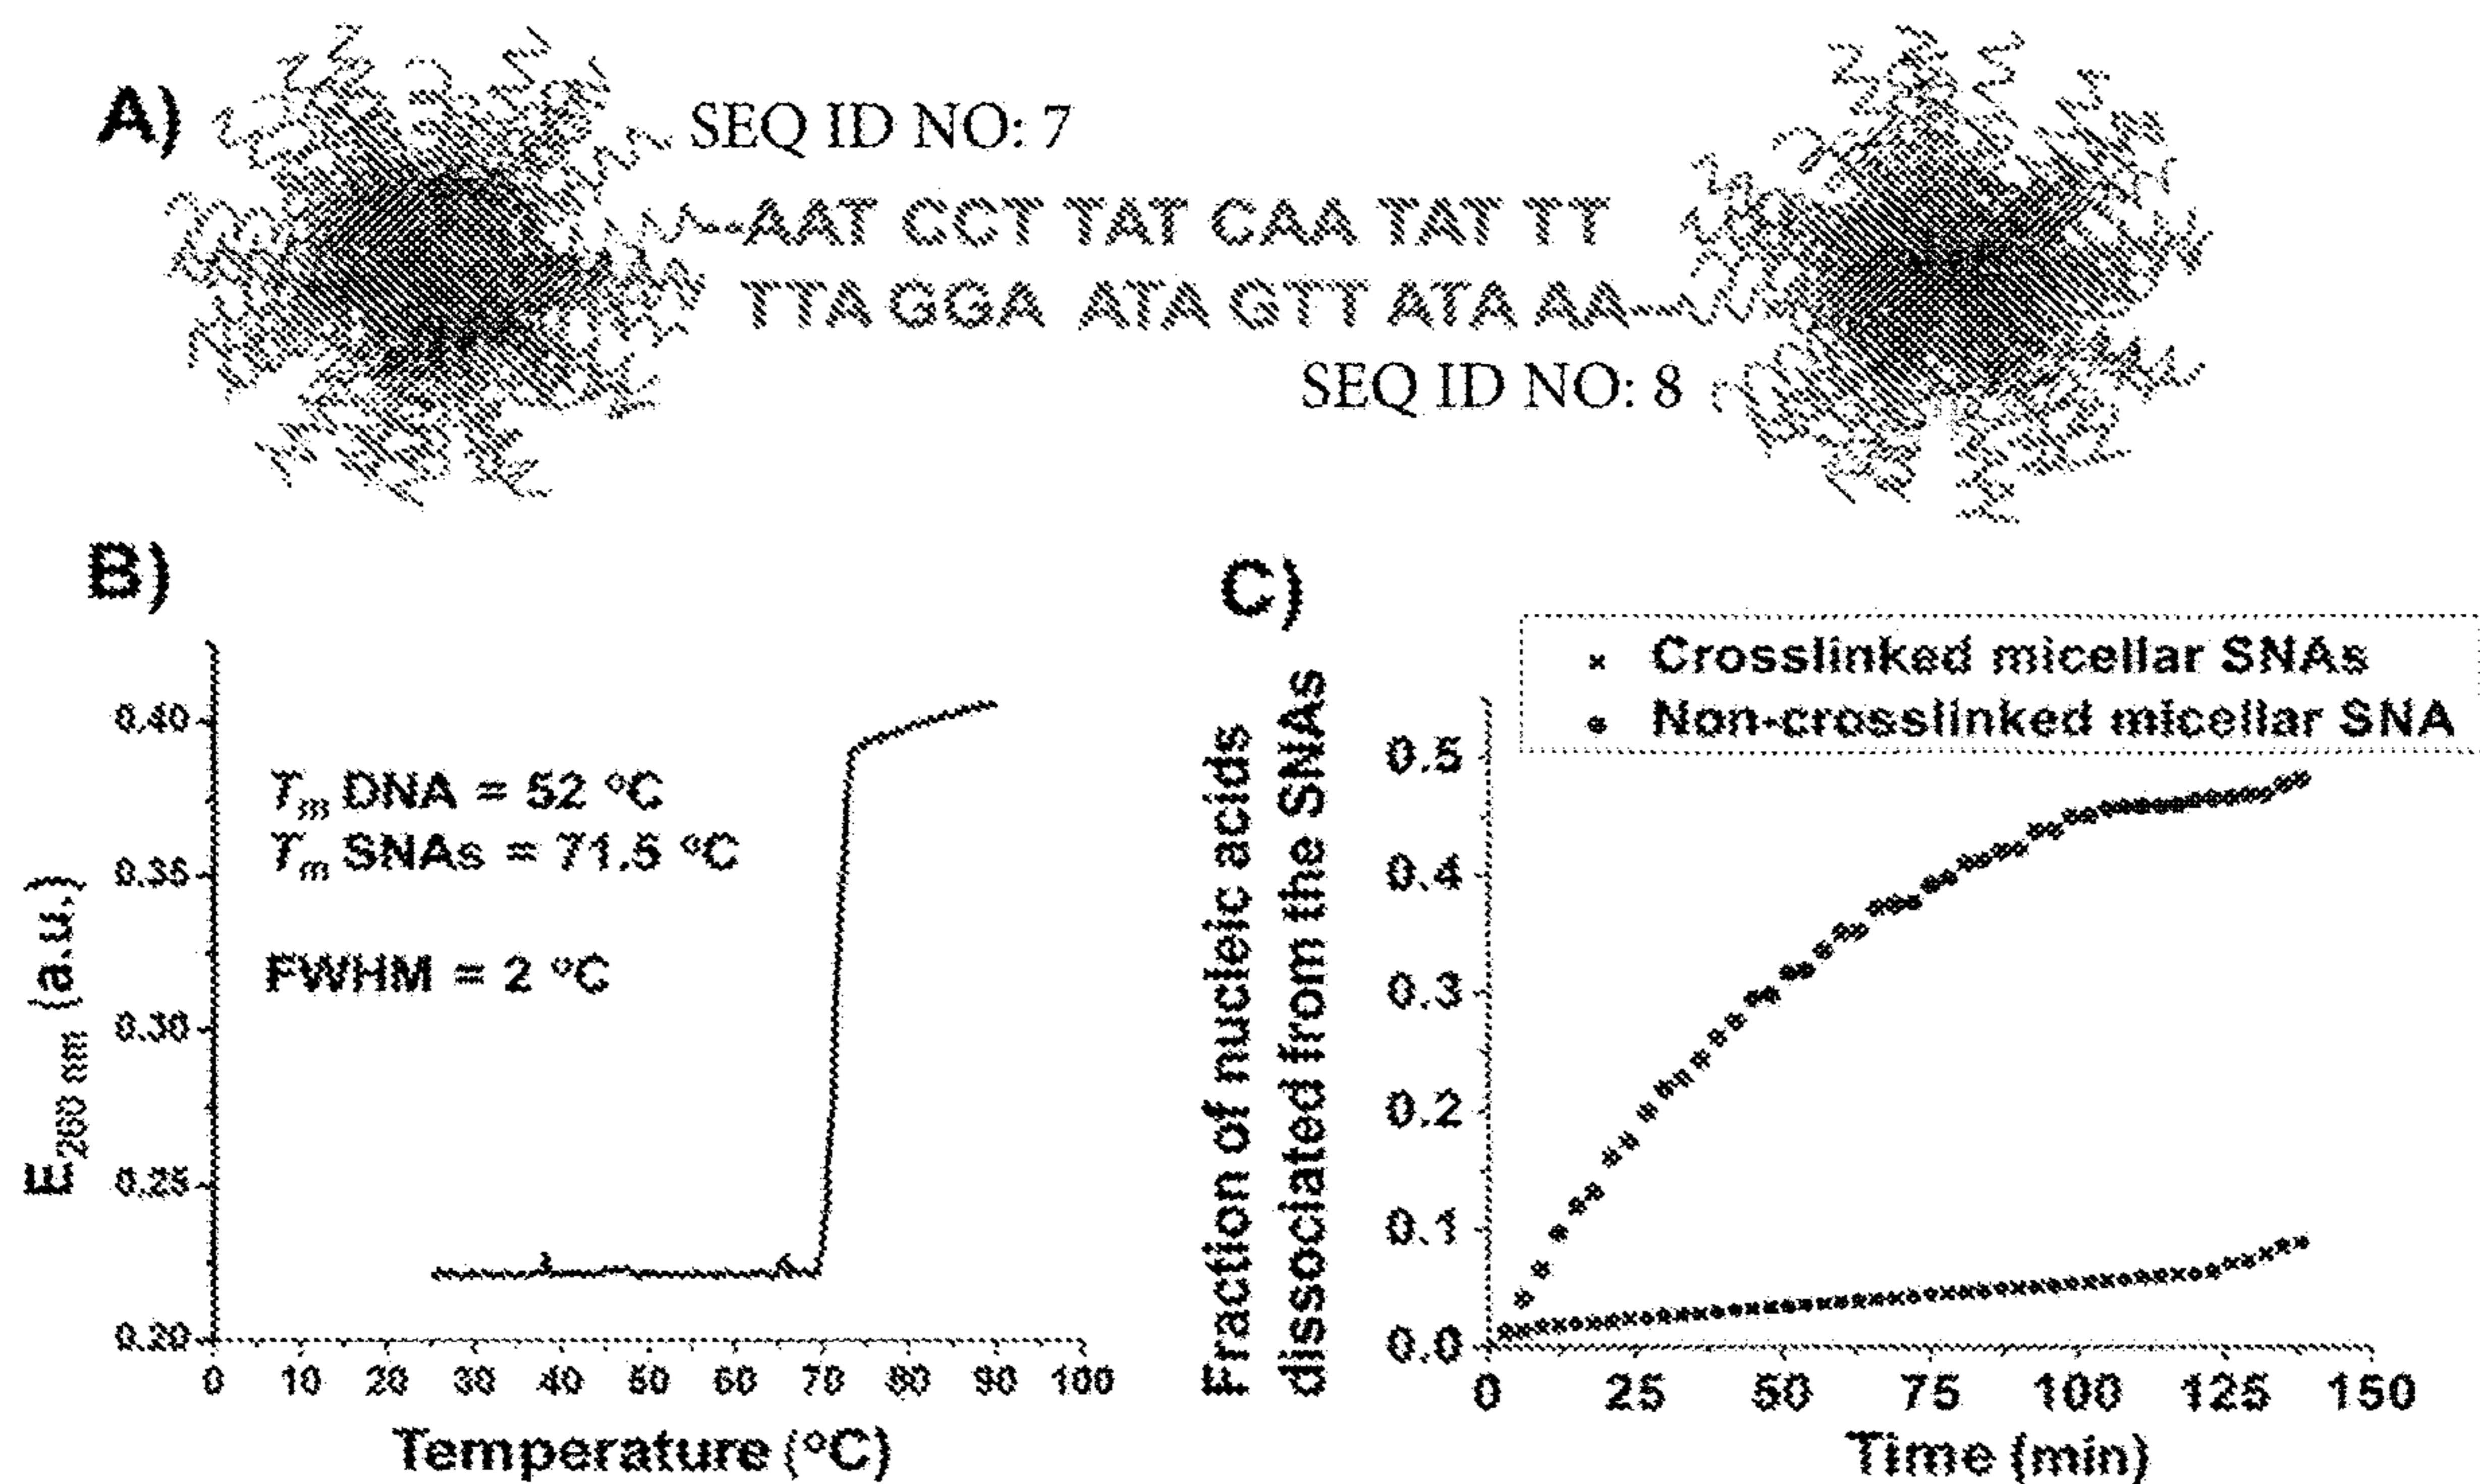 A)
SEQ ID NO: 7
AAT CCT TAT CAA TAT TT
TTA GGA ATA GTT ATA AA
SEQ ID NO: 8
B)
E260 nm (a.u.)
0.40
0.35
0.30
0.25
0.20
Tm DNA = 52 °C
Tm SNAs = 71.5 °C
FWHM = 2 °C
0 10 20 30 40 50 60 70 80 90 100
Temperature (°C)
C)
Crosslinked micellar SNAs
Non-crosslinked micellar SNA
Fraction of nucleic acids
dissociated from the SNAs
0.5
0.4
0.3
0.2
0.1
0.0
0 25 50 75 100 125 150
Time (min)